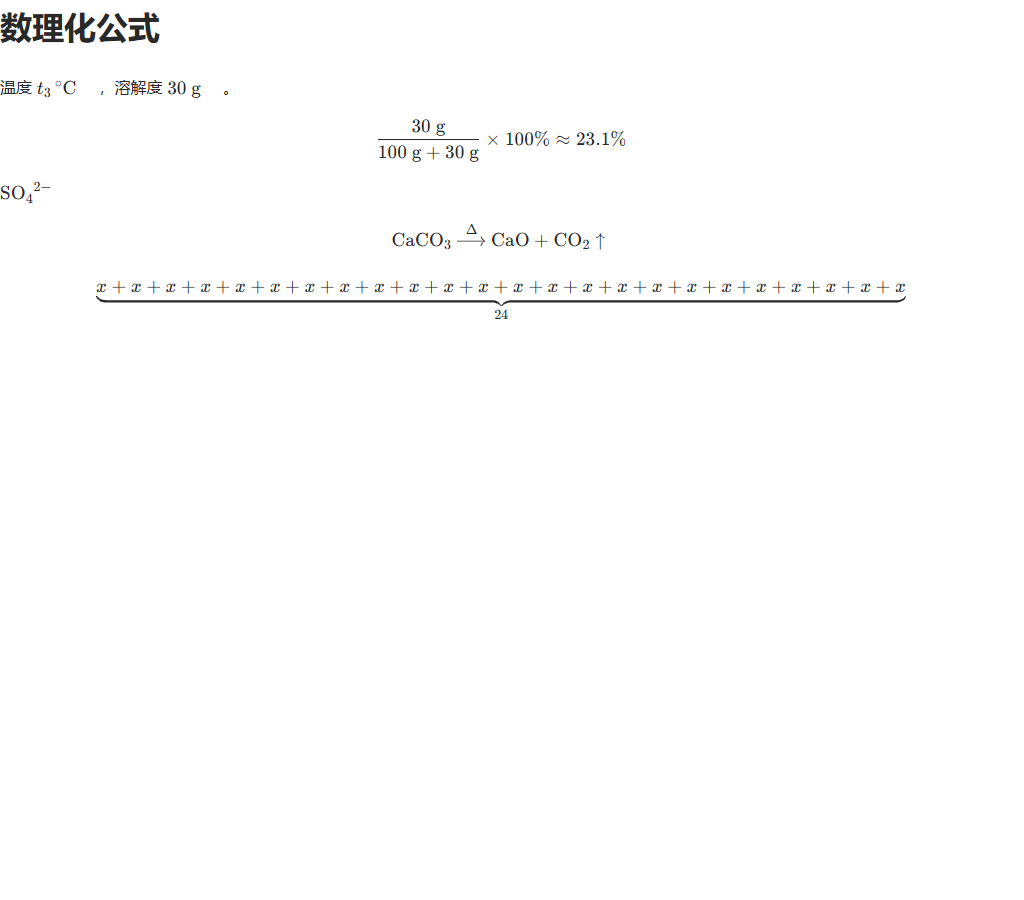 数理化公式
温度 t₃ °C ，溶解度 30 g 。
30 g / (100 g + 30 g) × 100% ≈ 23.1%
SO₄²⁻
CaCO₃ —Δ→ CaO + CO₂ ↑
x + x + x + x + x + x + x + x + x + x + x + x + x + x + x + x + x + x + x + x + x + x + x + x
24